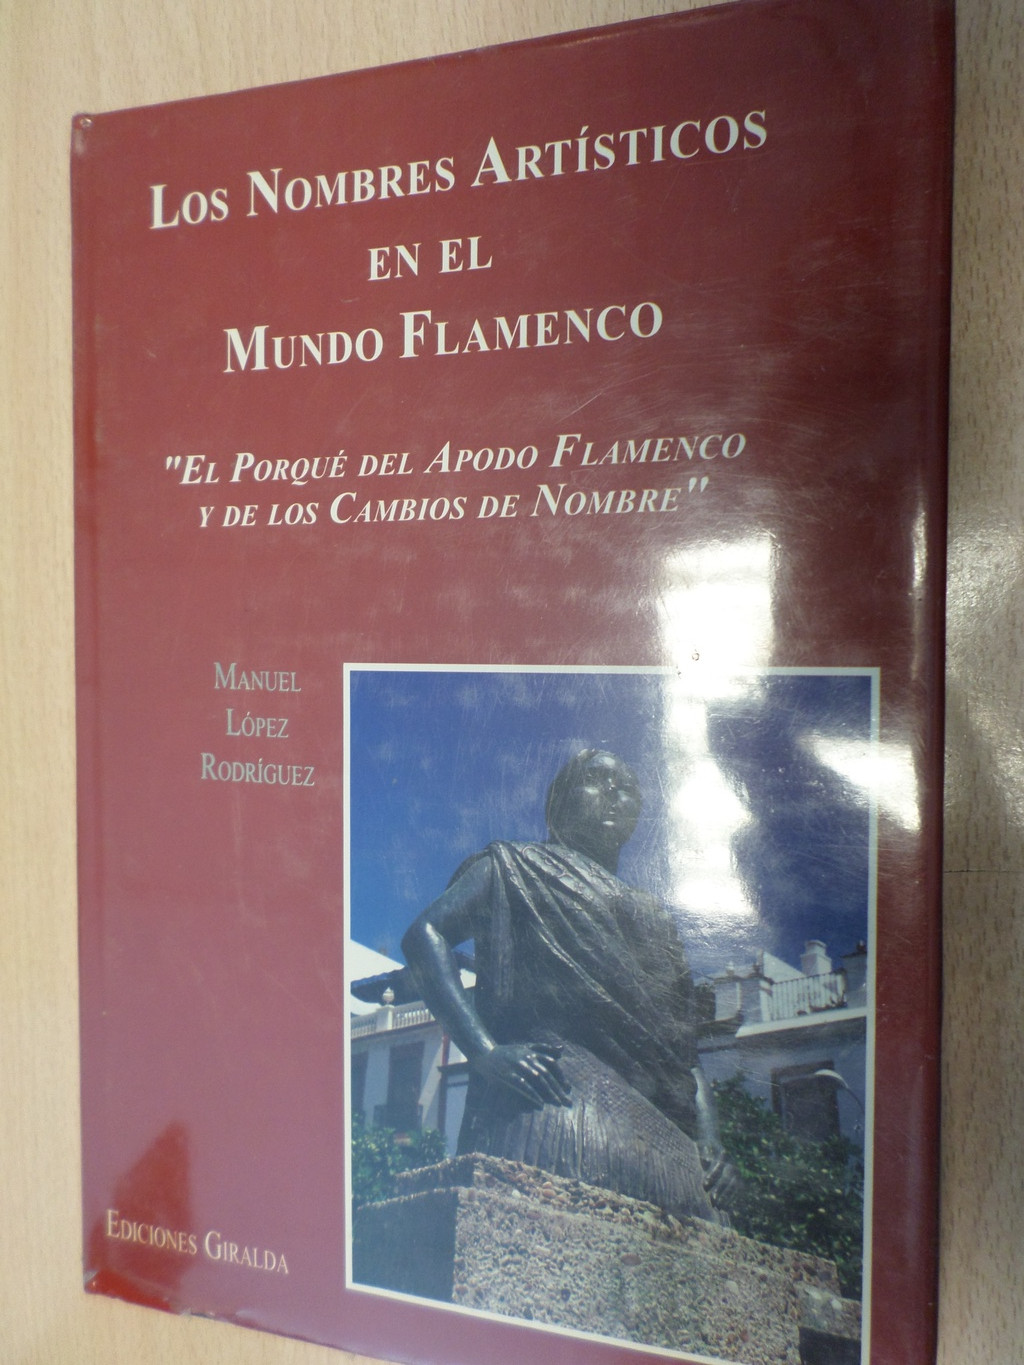 LOS NOMBRES ARTÍSTICOS
EN EL
MUNDO FLAMENCO
"EL PORQUÉ DEL APODO FLAMENCO
Y DE LOS CAMBIOS DE NOMBRE"
MANUEL
LÓPEZ
RODRÍGUEZ
EDICIONES GIRALDA